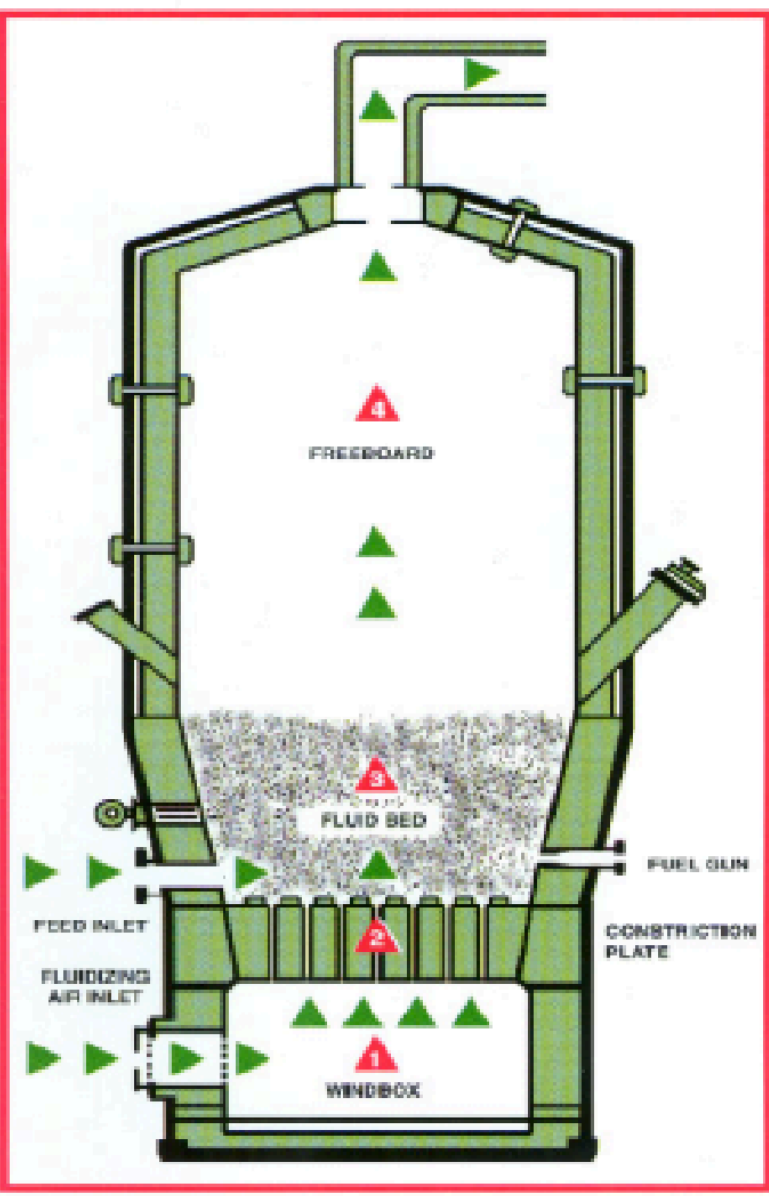 4
FREEBOARD
3
FLUID BED
FUEL GUN
FEED INLET
2
CONSTRICTION
PLATE
FLUIDIZING
AIR INLET
1
WINDBOX